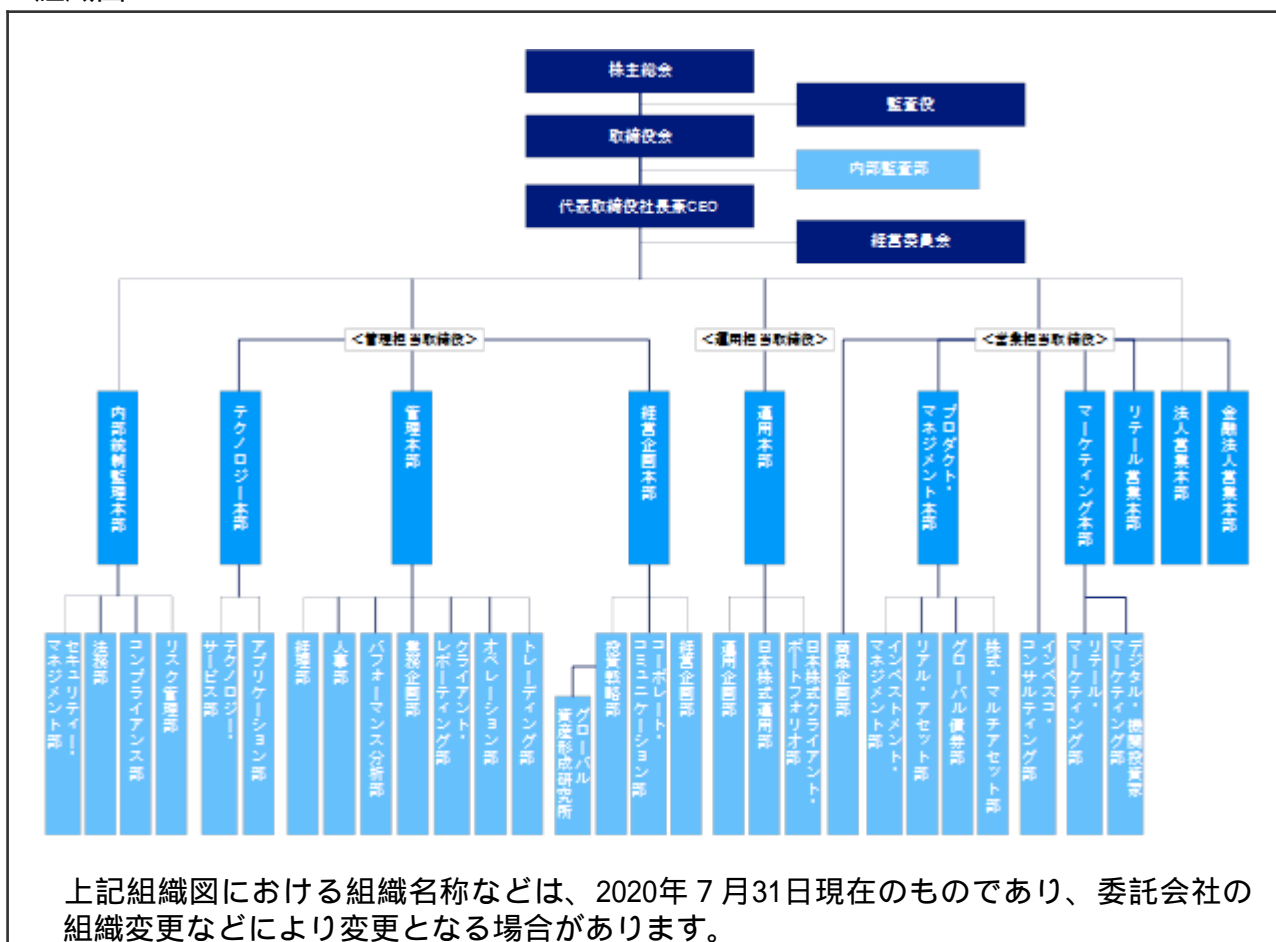 株主総会
監査役
取締役会
内部監査部
代表取締役社長兼CEO
経営委員会
＜管理担当取締役＞
＜運用担当取締役＞
＜営業担当取締役＞
内部統制監理本部
テクノロジー本部
管理本部
経営企画本部
運用本部
プロダクト・
マネジメント本部
マーケティング本部
リテール営業本部
法人営業本部
金融法人営業本部
セキュリティー・
マネジメント部
法務部
コンプライアンス部
リスク管理部
テクノロジー・
サービス部
アプリケーション部
経理部
人事部
パフォーマンス分析部
業務企画部
クライアント・
レポーティング部
オペレーション部
トレーディング部
グローバル
資産形成研究所
投資戦略部
コーポレート・
コミュニケーション部
経営企画部
運用企画部
日本株式運用部
日本株式クライアント・
ポートフォリオ部
商品企画部
インベストメント・
マネジメント部
リアル・アセット部
グローバル債券部
株式・マルチアセット部
インベスコ・
コンサルティング部
リテール・
マーケティング部
デジタル・機関投資家
マーケティング部
上記組織図における組織名称などは、2020年７月31日現在のものであり、委託会社の
組織変更などにより変更となる場合があります。